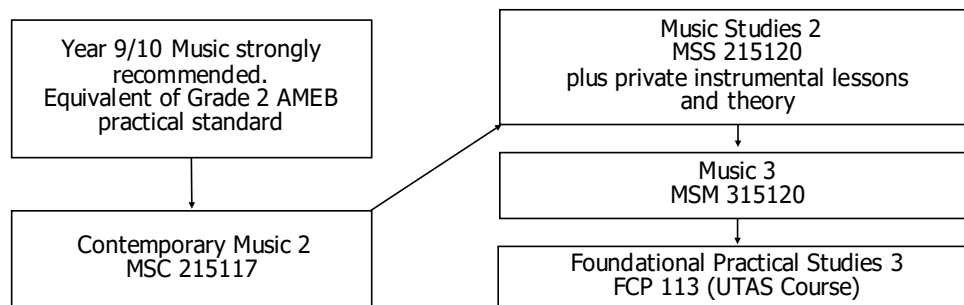 Year 9/10 Music strongly
recommended.
Equivalent of Grade 2 AMEB
practical standard
Contemporary Music 2
MSC 215117
Music Studies 2
MSS 215120
plus private instrumental lessons
and theory
Music 3
MSM 315120
Foundational Practical Studies 3
FCP 113 (UTAS Course)